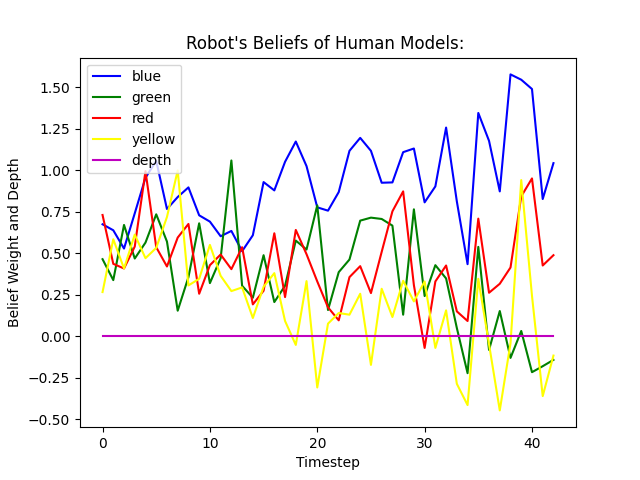 Robot's Beliefs of Human Models:
blue
green
red
yellow
depth
1.50
1.25
1.00
0.75
0.50
0.25
0.00
−0.25
−0.50
Belief Weight and Depth
0 10 20 30 40
Timestep